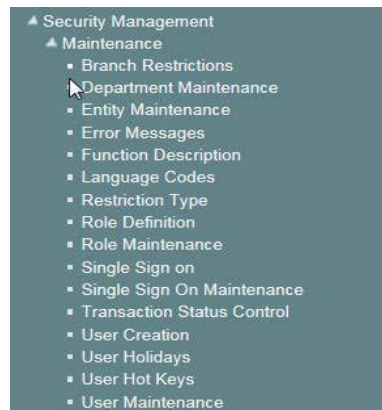 Security Management
Maintenance
Branch Restrictions
Department Maintenance
Entity Maintenance
Error Messages
Function Description
Language Codes
Restriction Type
Role Definition
Role Maintenance
Single Sign on
Single Sign On Maintenance
Transaction Status Control
User Creation
User Holidays
User Hot Keys
User Maintenance